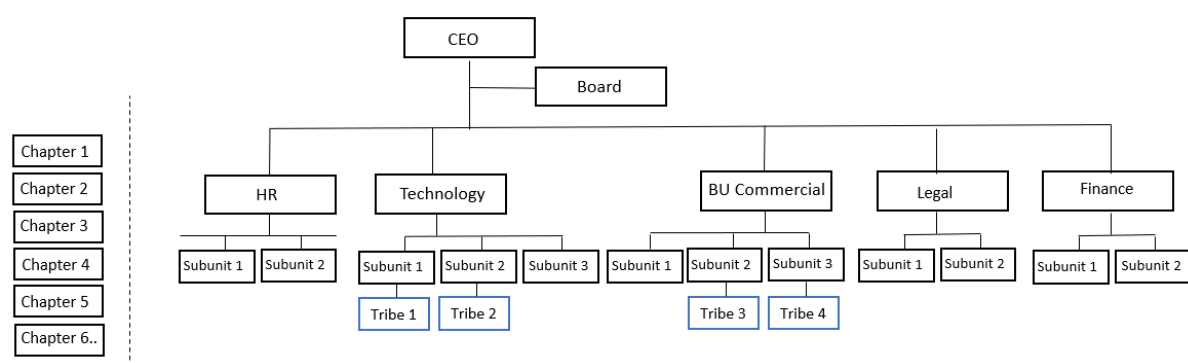 CEO
Board
Chapter 1
Chapter 2
Chapter 3
Chapter 4
Chapter 5
Chapter 6..
HR
Technology
BU Commercial
Legal
Finance
Subunit 1
Subunit 2
Subunit 1
Subunit 2
Subunit 3
Subunit 1
Subunit 2
Subunit 3
Subunit 1
Subunit 2
Subunit 1
Subunit 2
Tribe 1
Tribe 2
Tribe 3
Tribe 4